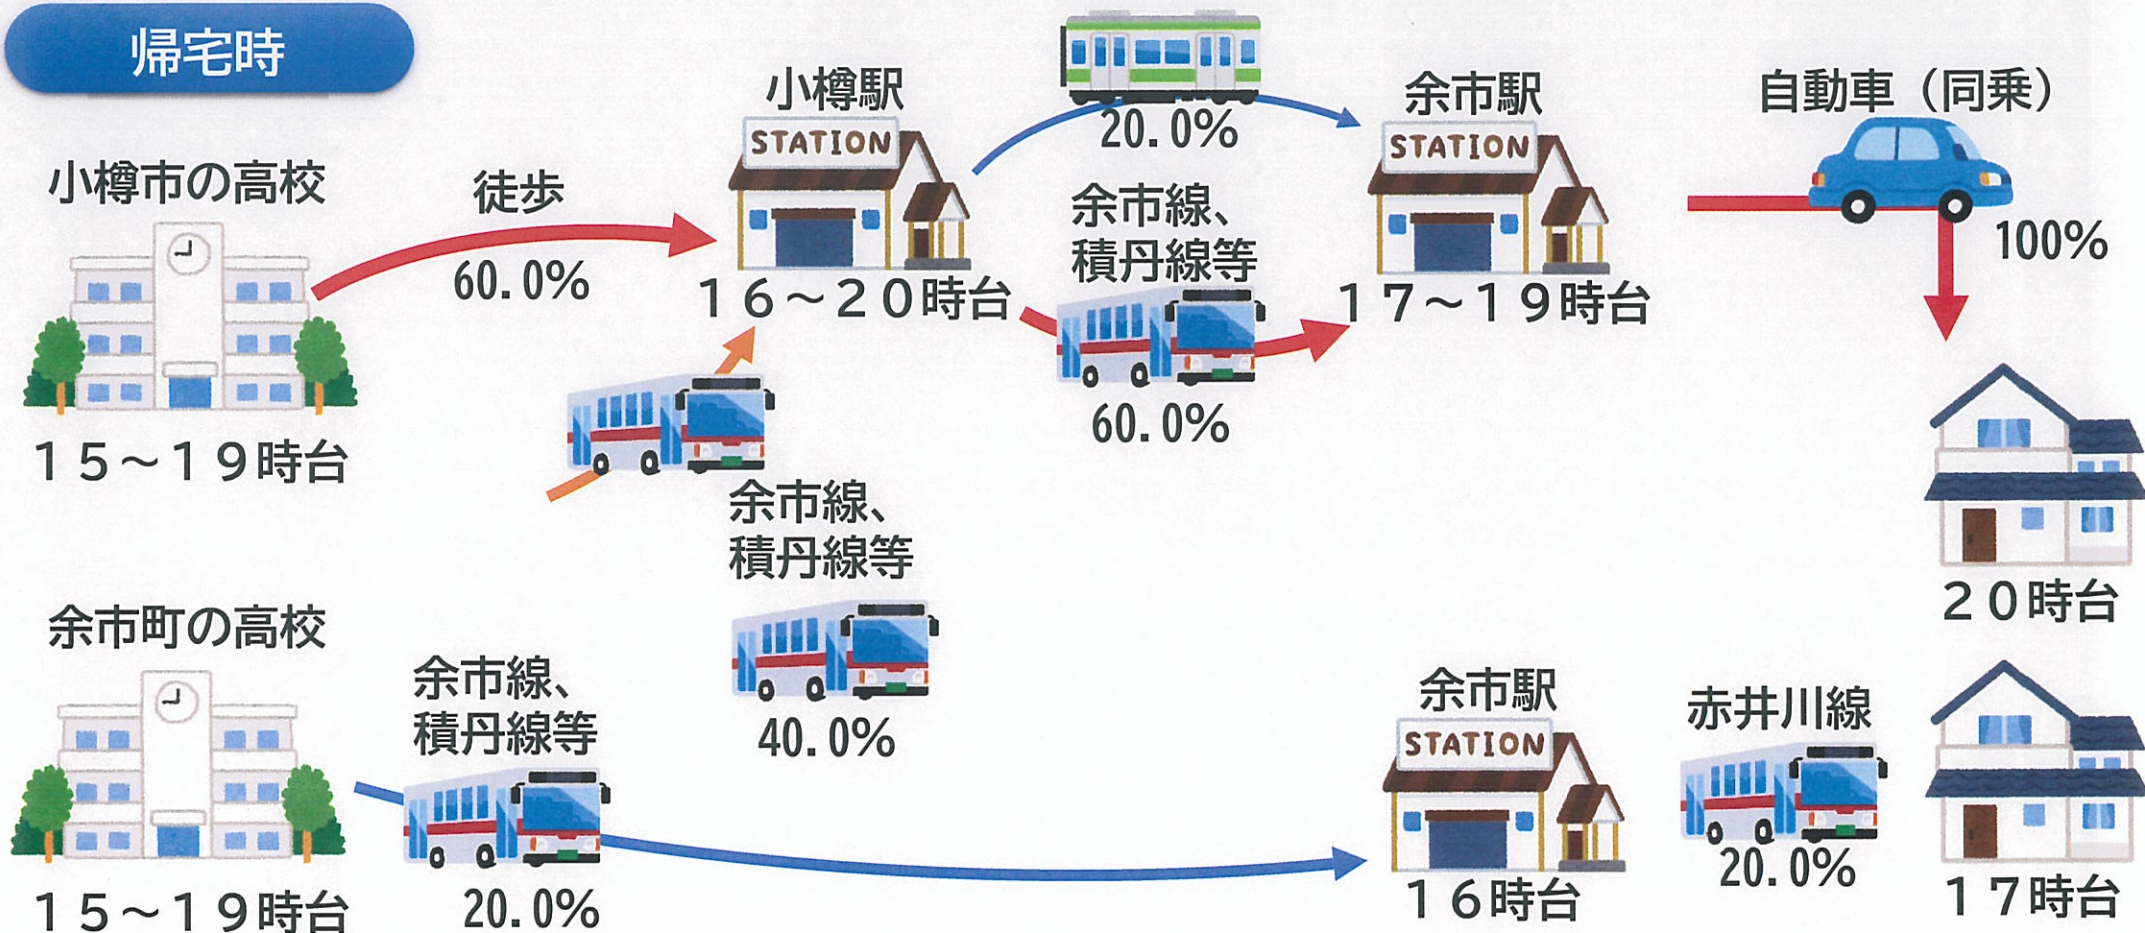 帰宅時
小樽市の高校
15～19時台
徒歩
60.0%
小樽駅
STATION
16～20時台
20.0%
余市線、
積丹線等
60.0%
余市駅
STATION
17～19時台
自動車（同乗）
100%
20時台
余市線、
積丹線等
40.0%
余市町の高校
15～19時台
余市線、
積丹線等
20.0%
余市駅
STATION
16時台
赤井川線
20.0%
17時台